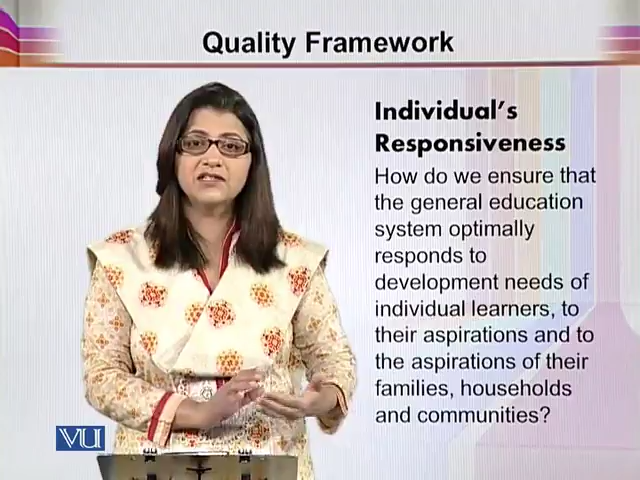 Quality Framework
Individual's
Responsiveness
How do we ensure that
the general education
system optimally
responds to
development needs of
individual learners, to
their aspirations and to
the aspirations of their
families, households
and communities?
VU